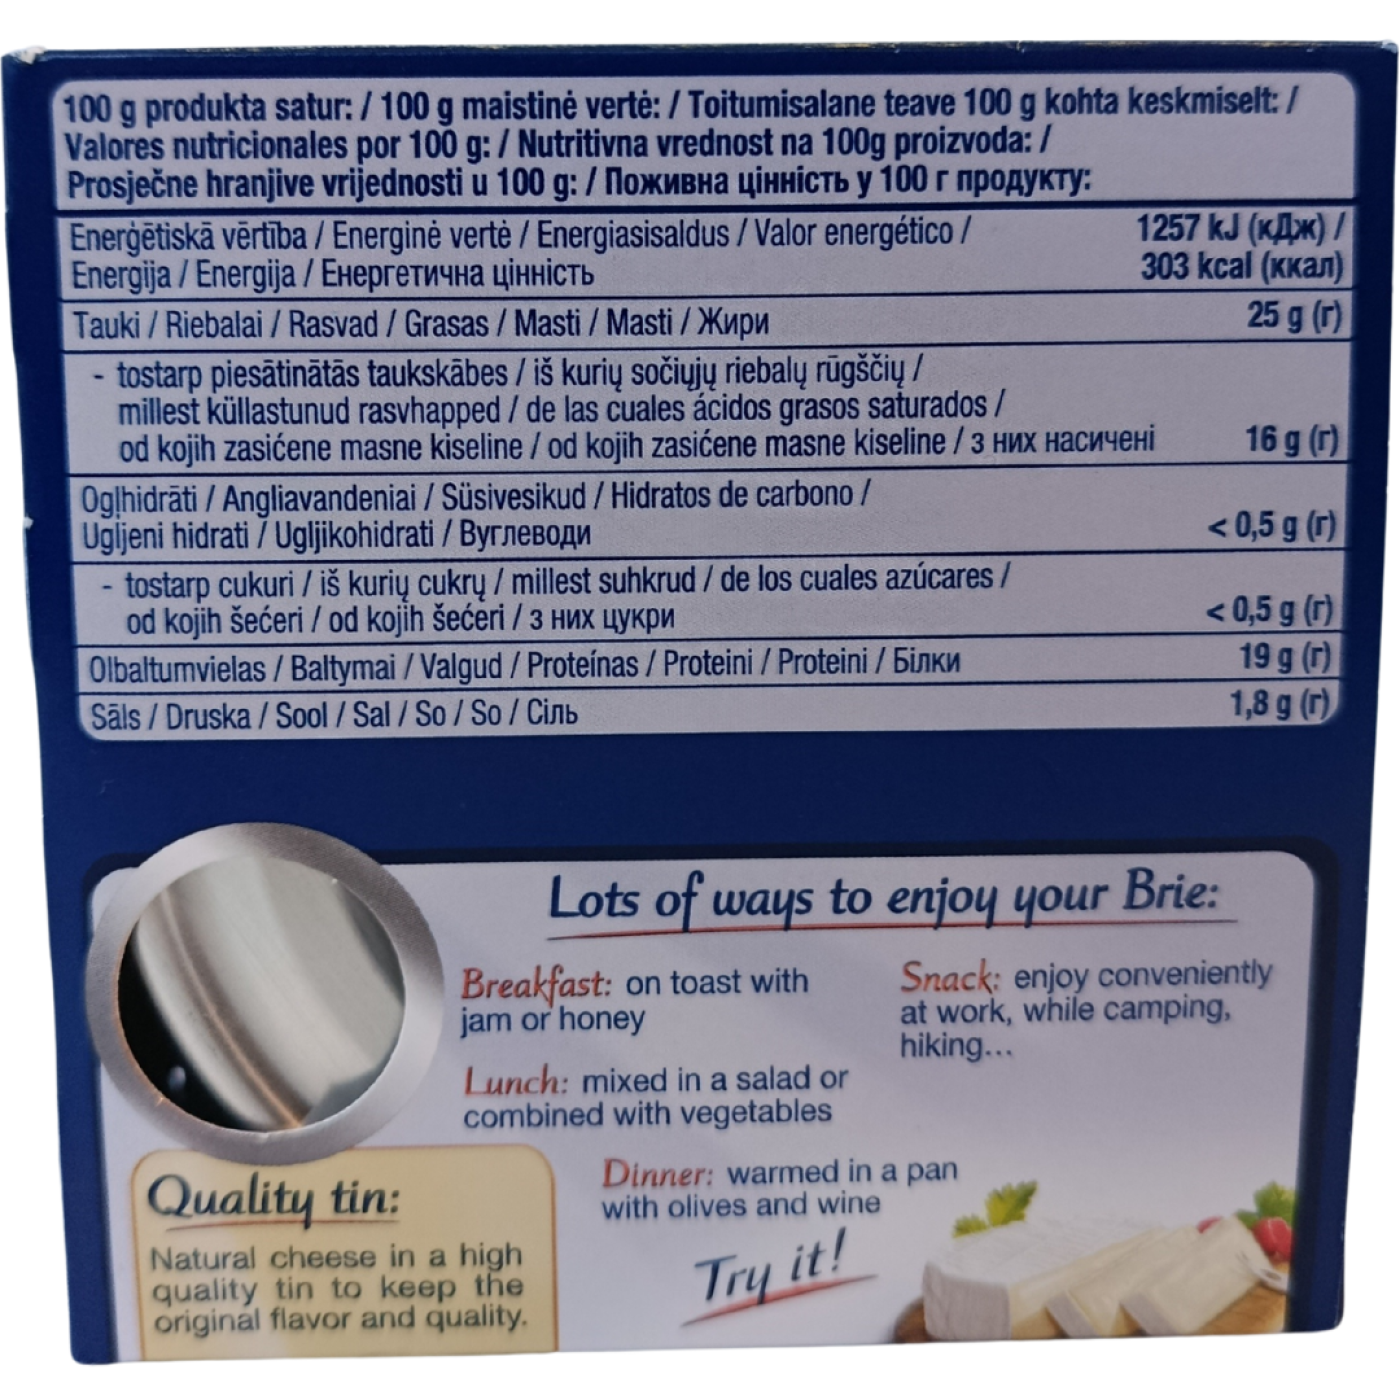 100 g produkta satur: / 100 g maistinė vertė: / Toitumisalane teave 100 g kohta keskmiselt: /
Valores nutricionales por 100 g: / Nutritivna vrednost na 100g proizvoda: /
Prosječne hranjive vrijednosti u 100 g: / Поживна цінність у 100 г продукту:
Enerģētiskā vērtība / Energinė vertė / Energiasisaldus / Valor energético /
Energija / Energija / Енергетична цінність
1257 kJ (кДж) /
303 kcal (ккал)
Tauki / Riebalai / Rasvad / Grasas / Masti / Masti / Жири
25 g (г)
- tostarp piesātinātās taukskābes / iš kurių sočiųjų riebalų rūgščių /
millest küllastunud rasvhapped / de las cuales ácidos grasos saturados /
od kojih zasićene masne kiseline / od kojih zasićene masne kiseline / з них насичені
16 g (г)
Ogļhidrāti / Angliavandeniai / Süsivesikud / Hidratos de carbono /
Ugljeni hidrati / Ugljikohidrati / Вуглеводи
< 0,5 g (г)
- tostarp cukuri / iš kurių cukrų / millest suhkrud / de los cuales azúcares /
od kojih šećeri / od kojih šećeri / з них цукри
< 0,5 g (г)
Olbaltumvielas / Baltymai / Valgud / Proteínas / Proteini / Proteini / Білки
19 g (г)
Sāls / Druska / Sool / Sal / So / So / Сіль
1,8 g (г)
Lots of ways to enjoy your Brie:
Breakfast: on toast with
jam or honey
Snack: enjoy conveniently
at work, while camping,
hiking...
Lunch: mixed in a salad or
combined with vegetables
Dinner: warmed in a pan
with olives and wine
Try it!
Quality tin:
Natural cheese in a high
quality tin to keep the
original flavor and quality.